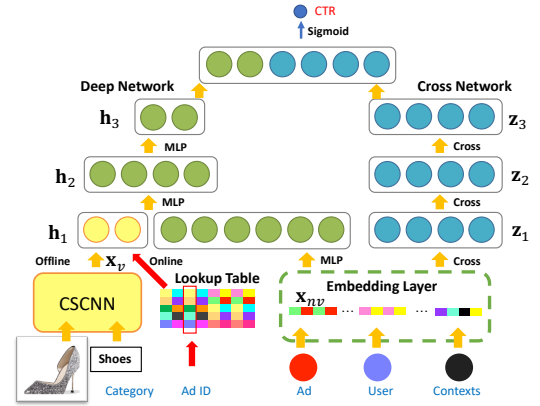 CTR
Sigmoid
Deep Network
Cross Network
h3
z3
MLP
Cross
h2
z2
MLP
Cross
h1
z1
Offline
xv
Online
MLP
Cross
Lookup Table
Embedding Layer
CSCNN
xnv
... ... ...
Shoes
Category
Ad ID
Ad
User
Contexts